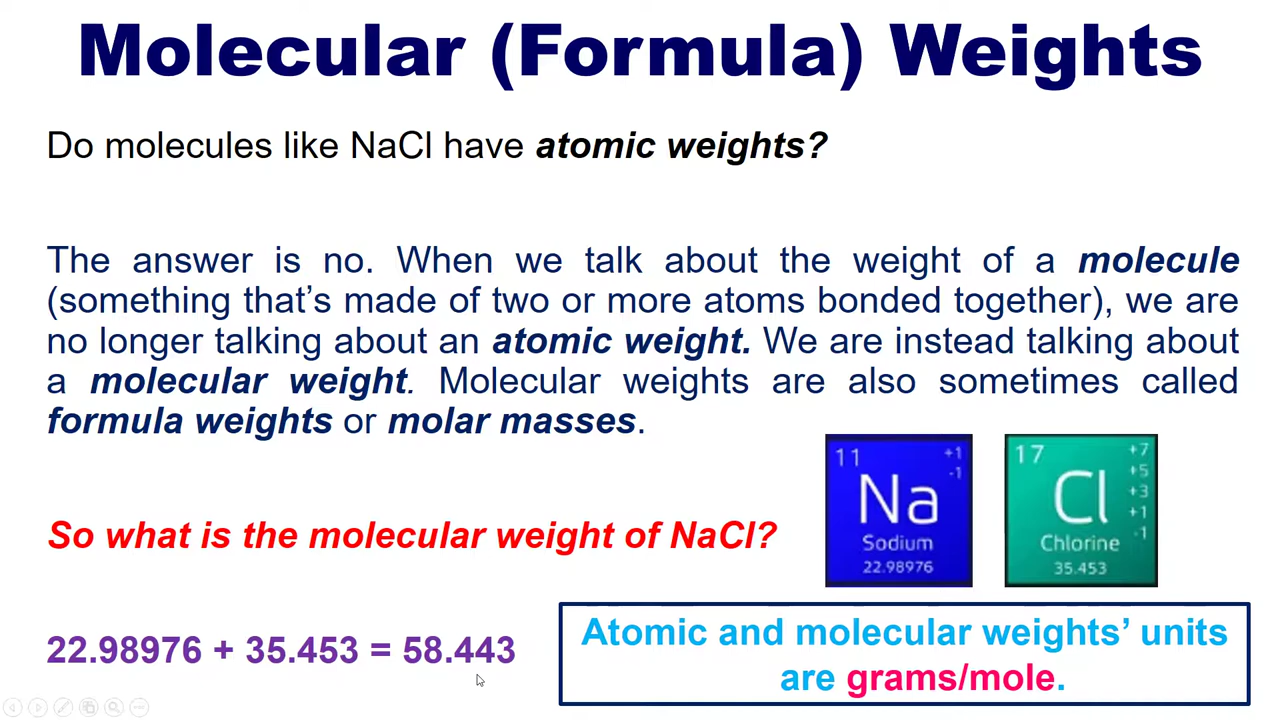 Molecular (Formula) Weights
Do molecules like NaCl have atomic weights?
The answer is no. When we talk about the weight of a molecule
(something that’s made of two or more atoms bonded together), we are
no longer talking about an atomic weight. We are instead talking about
a molecular weight. Molecular weights are also sometimes called
formula weights or molar masses.
So what is the molecular weight of NaCl?
11
+1
-1
Na
Sodium
22.98976
17
+7
+5
+3
+1
-1
Cl
Chlorine
35.453
22.98976 + 35.453 = 58.443
Atomic and molecular weights’ units
are grams/mole.